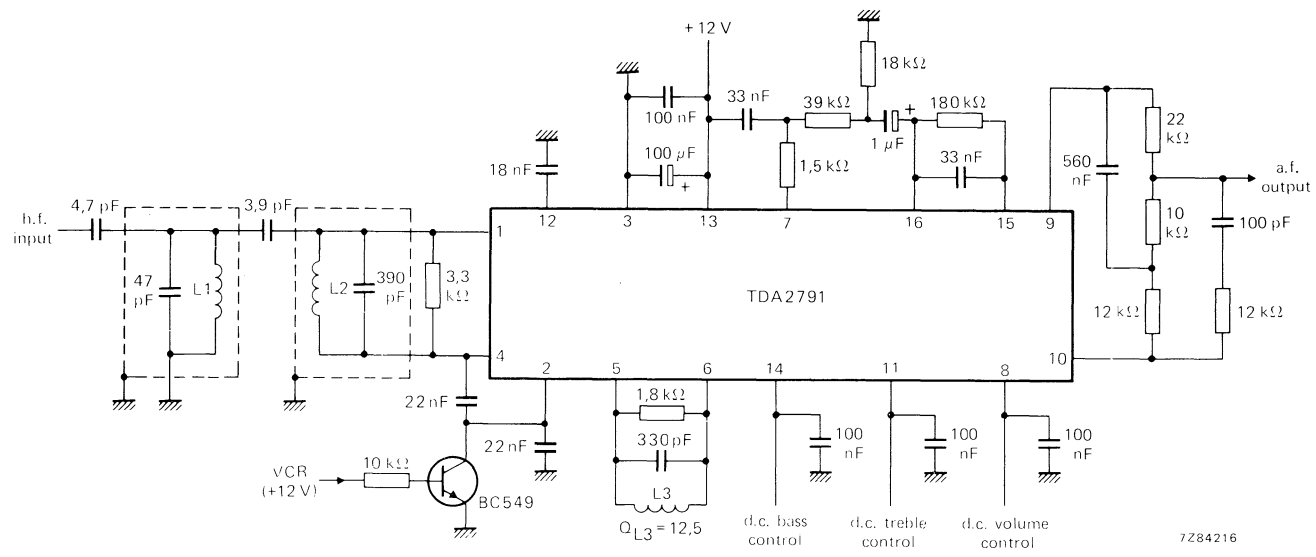 +12 V
18 kΩ
33 nF
39 kΩ
180 kΩ
+
100 nF
1 µF
22 kΩ
100 µF
+
1,5 kΩ
33 nF
560 nF
a.f. output
18 nF
10 kΩ
100 pF
h.f. input
4,7 pF
3,9 pF
12
3
13
7
16
15
9
1
47 pF
L1
L2
390 pF
3,3 kΩ
TDA2791
12 kΩ
12 kΩ
4
10
2
5
6
14
11
8
22 nF
1,8 kΩ
330 pF
100 nF
100 nF
100 nF
22 nF
VCR (+12 V)
10 kΩ
BC549
L3
QL3 = 12,5
d.c. bass control
d.c. treble control
d.c. volume control
7Z84216